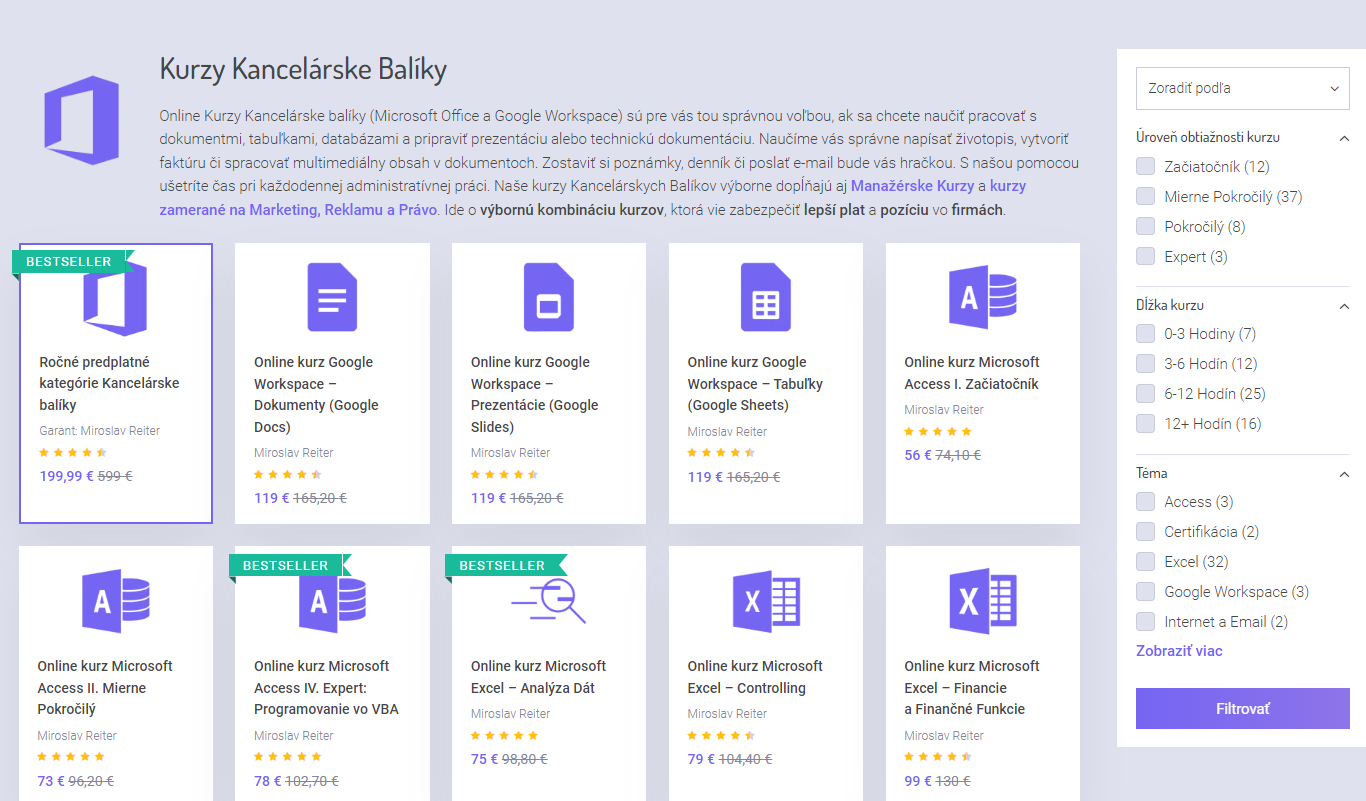 Kurzy Kancelárske Balíky
Online Kurzy Kancelárske balíky (Microsoft Office a Google Workspace) sú pre vás tou správnou voľbou, ak sa chcete naučiť pracovať s
dokumentmi, tabuľkami, databázami a pripraviť prezentáciu alebo technickú dokumentáciu. Naučíme vás správne napísať životopis, vytvoriť
faktúru či spracovať multimediálny obsah v dokumentoch. Zostaviť si poznámky, denník či poslať e-mail bude vás hračkou. S našou pomocou
ušetríte čas pri každodennej administratívnej práci. Naše kurzy Kancelárskych Balíkov výborne dopĺňajú aj Manažérske Kurzy a kurzy
zamerané na Marketing, Reklamu a Právo. Ide o výbornú kombináciu kurzov, ktorá vie zabezpečiť lepší plat a pozíciu vo firmách.
BESTSELLER
Ročné predplatné
kategórie Kancelárske
balíky
Garant: Miroslav Reiter
199,99 € 599 €
Online kurz Google
Workspace –
Dokumenty (Google
Docs)
Miroslav Reiter
119 € 165,20 €
Online kurz Google
Workspace –
Prezentácie (Google
Slides)
Miroslav Reiter
119 € 165,20 €
Online kurz Google
Workspace – Tabuľky
(Google Sheets)
Miroslav Reiter
119 € 165,20 €
A
Online kurz Microsoft
Access I. Začiatočník
Miroslav Reiter
56 € 74,10 €
A
Online kurz Microsoft
Access II. Mierne
Pokročilý
Miroslav Reiter
73 € 96,20 €
BESTSELLER
A
Online kurz Microsoft
Access IV. Expert:
Programovanie vo VBA
Miroslav Reiter
78 € 102,70 €
BESTSELLER
Online kurz Microsoft
Excel – Analýza Dát
Miroslav Reiter
75 € 98,80 €
X
Online kurz Microsoft
Excel – Controlling
Miroslav Reiter
79 € 104,40 €
X
Online kurz Microsoft
Excel – Financie
a Finančné Funkcie
Miroslav Reiter
99 € 130 €
Zoradiť podľa
Úroveň obtiažnosti kurzu
Začiatočník (12)
Mierne Pokročilý (37)
Pokročilý (8)
Expert (3)
Dĺžka kurzu
0-3 Hodiny (7)
3-6 Hodín (12)
6-12 Hodín (25)
12+ Hodín (16)
Téma
Access (3)
Certifikácia (2)
Excel (32)
Google Workspace (3)
Internet a Email (2)
Zobraziť viac
Filtrovať